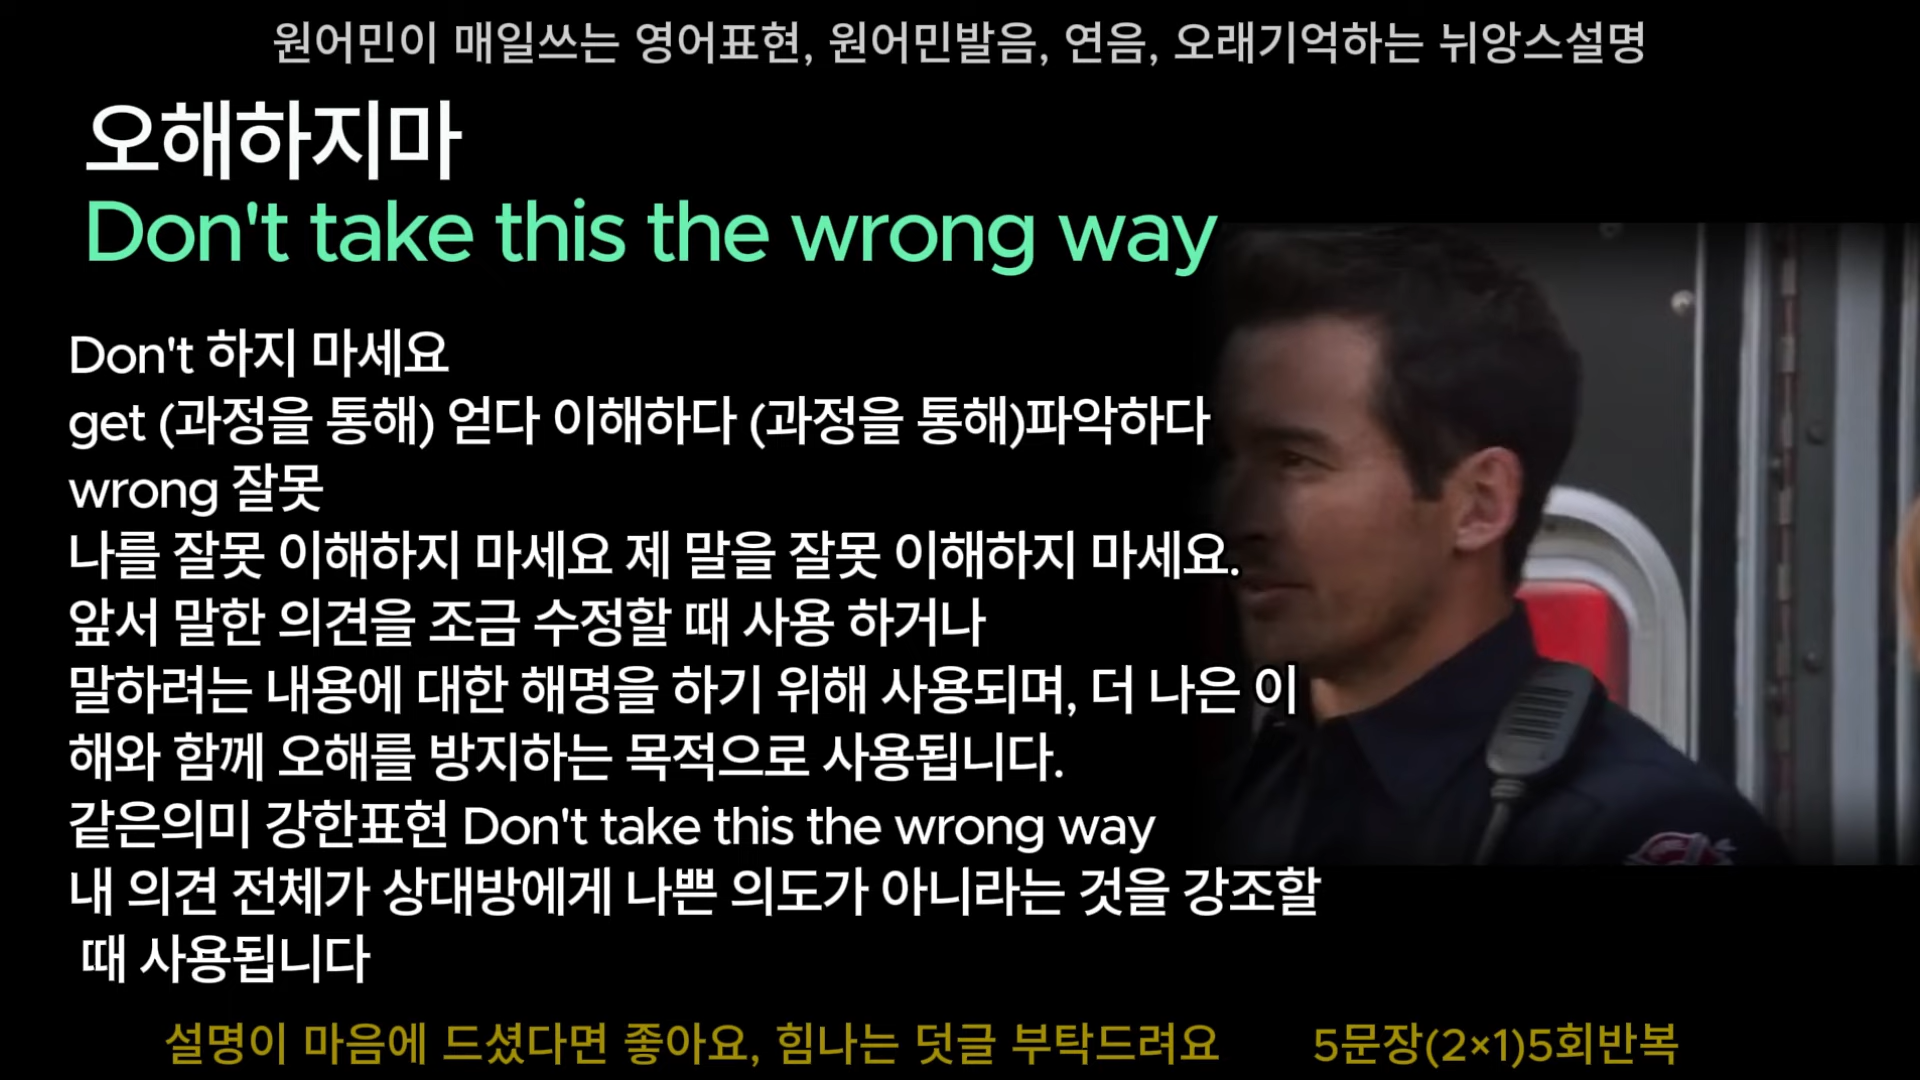 원어민이 매일쓰는 영어표현, 원어민발음, 연음, 오래기억하는 뉘앙스설명
오해하지마
Don't take this the wrong way
Don't 하지 마세요
get (과정을 통해) 얻다 이해하다 (과정을 통해)파악하다
wrong 잘못
나를 잘못 이해하지 마세요 제 말을 잘못 이해하지 마세요.
앞서 말한 의견을 조금 수정할 때 사용 하거나
말하려는 내용에 대한 해명을 하기 위해 사용되며, 더 나은 이
해와 함께 오해를 방지하는 목적으로 사용됩니다.
같은의미 강한표현 Don't take this the wrong way
내 의견 전체가 상대방에게 나쁜 의도가 아니라는 것을 강조할
때 사용됩니다
설명이 마음에 드셨다면 좋아요, 힘나는 덧글 부탁드려요 5문장(2×1)5회반복